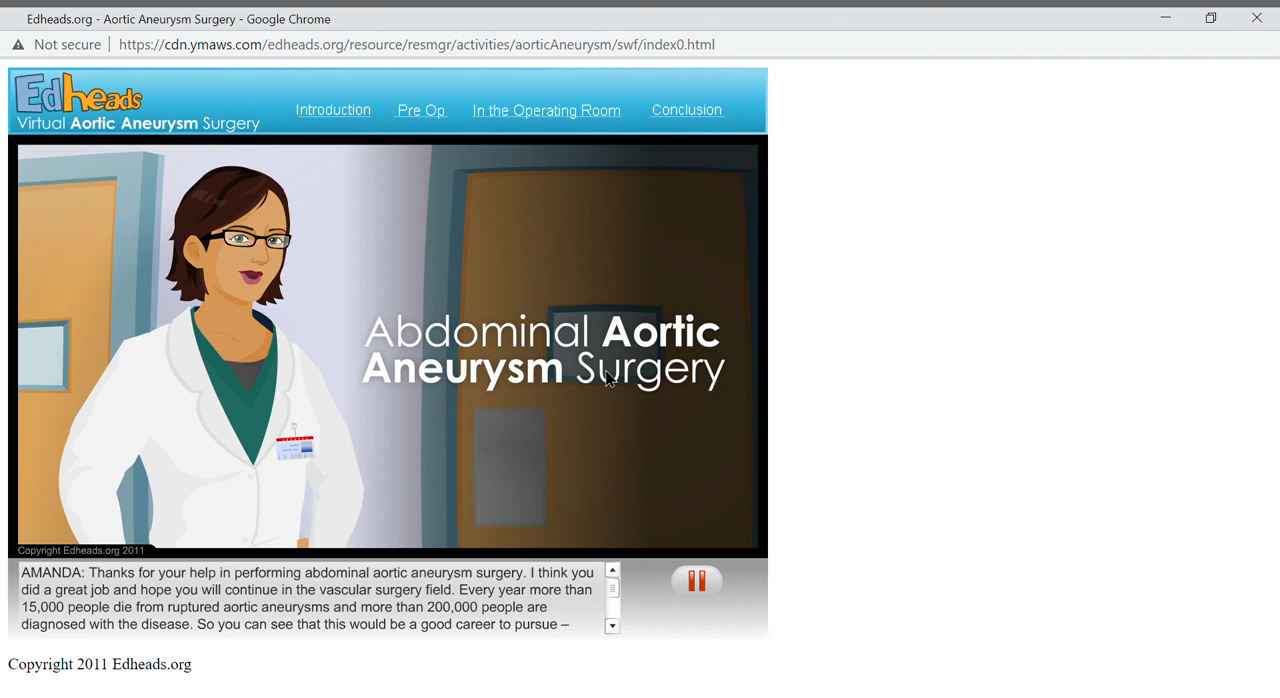 Edheads.org - Aortic Aneurysm Surgery - Google Chrome
Not secure | https://cdn.ymaws.com/edheads.org/resource/resmgr/activities/aorticAneurysm/swf/index0.html
Edheads
Virtual Aortic Aneurysm Surgery
Introduction Pre Op In the Operating Room Conclusion
Abdominal Aortic
Aneurysm Surgery
Copyright Edheads.org 2011
AMANDA: Thanks for your help in performing abdominal aortic aneurysm surgery. I think you
did a great job and hope you will continue in the vascular surgery field. Every year more than
15,000 people die from ruptured aortic aneurysms and more than 200,000 people are
diagnosed with the disease. So you can see that this would be a good career to pursue –
Copyright 2011 Edheads.org